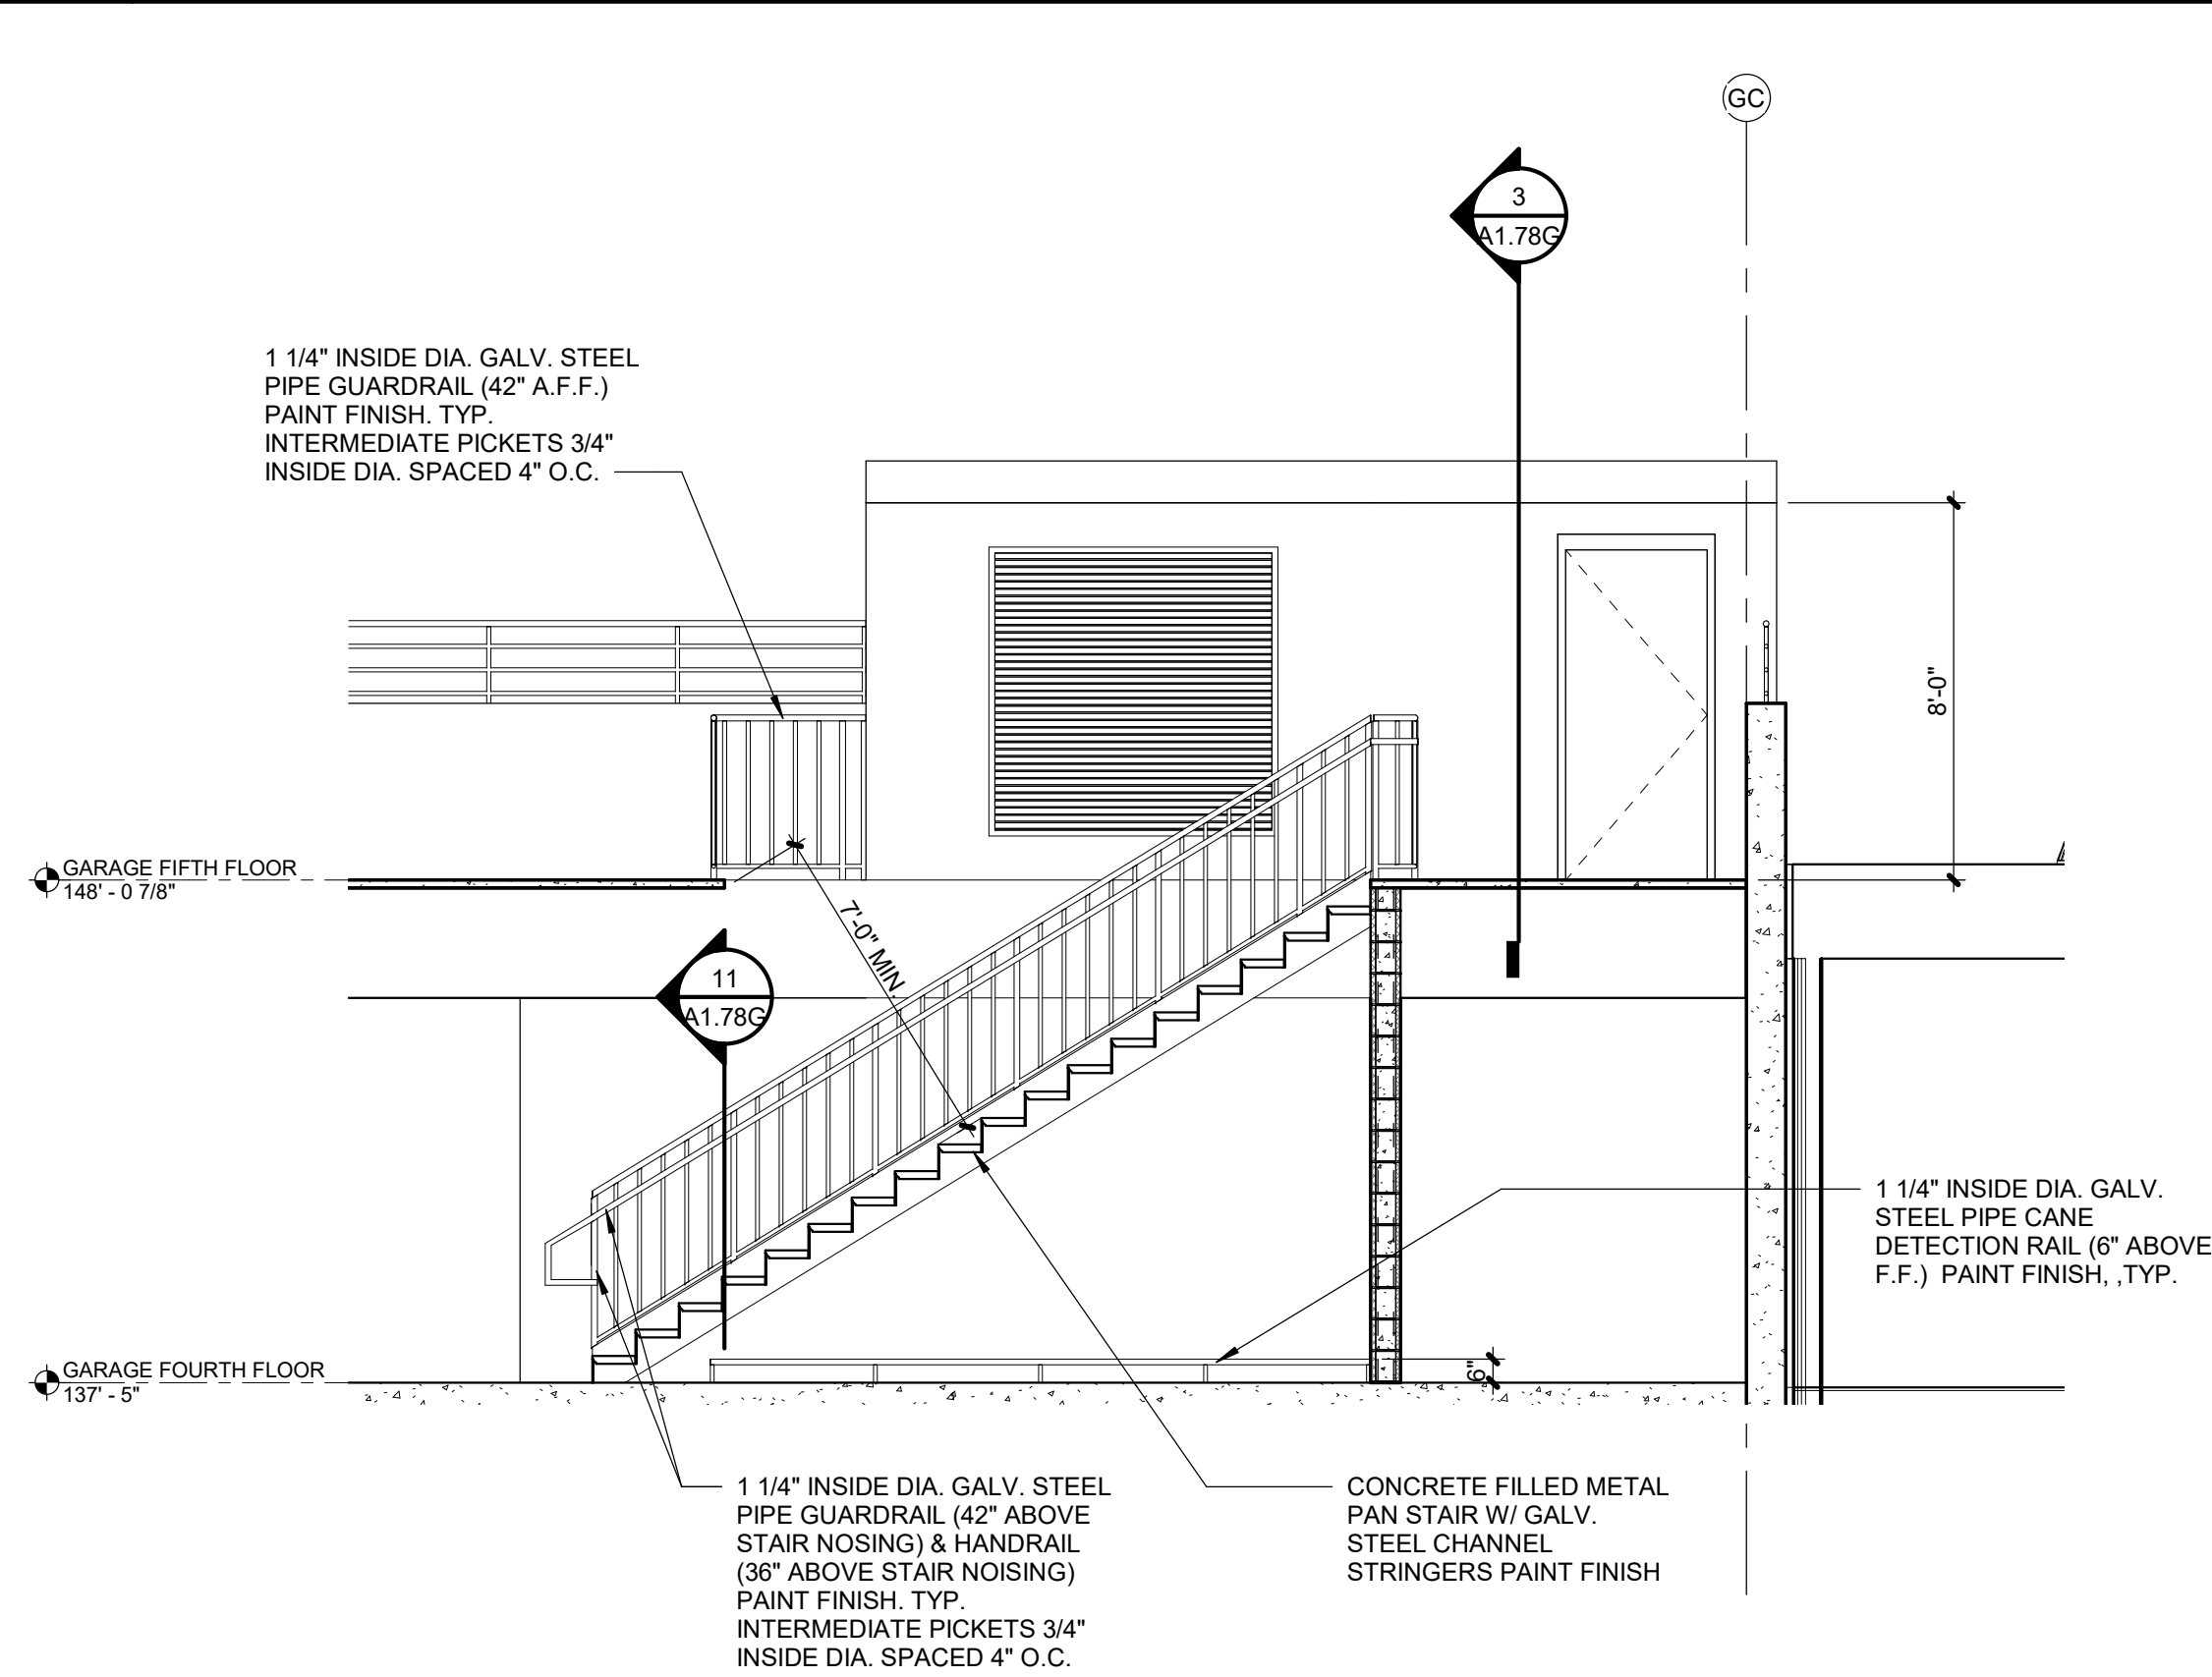 GC
3
A1.78G
1 1/4" INSIDE DIA. GALV. STEEL
PIPE GUARDRAIL (42" A.F.F.)
PAINT FINISH. TYP.
INTERMEDIATE PICKETS 3/4"
INSIDE DIA. SPACED 4" O.C.
8'-0"
GARAGE FIFTH FLOOR
148' - 0 7/8"
7'-0" MIN.
11
A1.78G
1 1/4" INSIDE DIA. GALV.
STEEL PIPE CANE
DETECTION RAIL (6" ABOVE
F.F.) PAINT FINISH, ,TYP.
GARAGE FOURTH FLOOR
137' - 5"
6"
1 1/4" INSIDE DIA. GALV. STEEL
PIPE GUARDRAIL (42" ABOVE
STAIR NOSING) & HANDRAIL
(36" ABOVE STAIR NOISING)
PAINT FINISH. TYP.
INTERMEDIATE PICKETS 3/4"
INSIDE DIA. SPACED 4" O.C.
CONCRETE FILLED METAL
PAN STAIR W/ GALV.
STEEL CHANNEL
STRINGERS PAINT FINISH